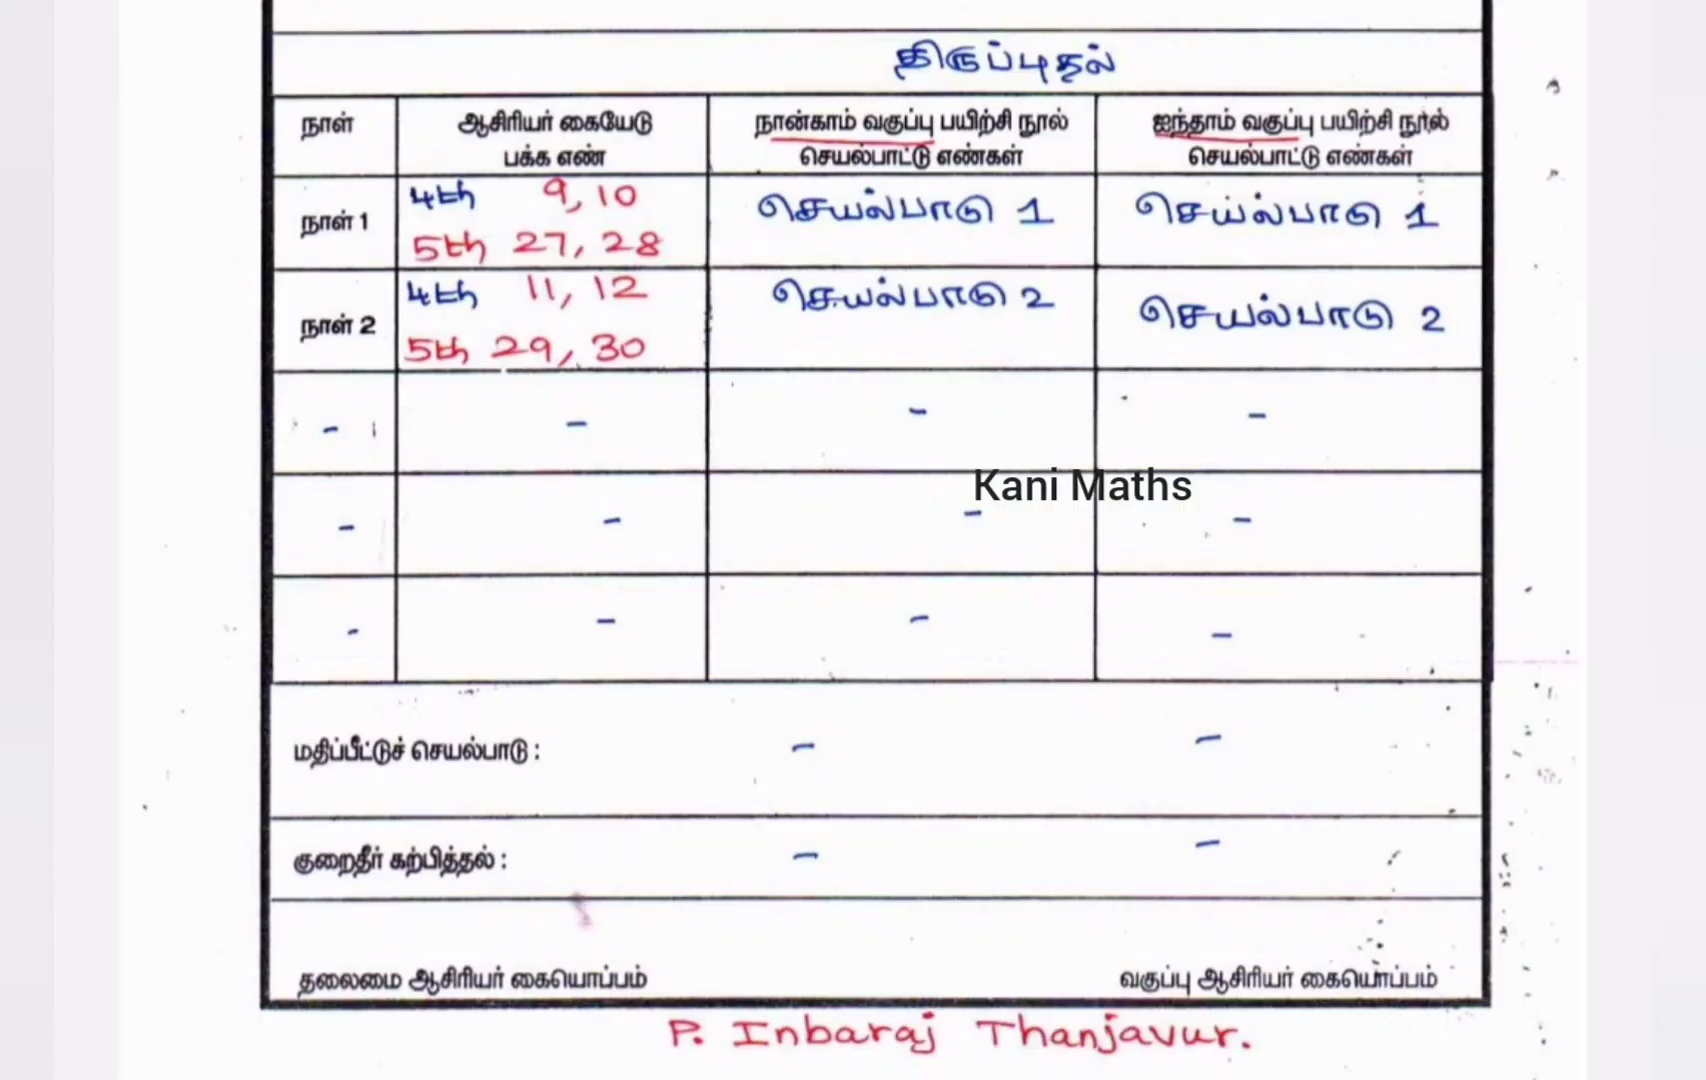 திருப்புதல்
நாள்
ஆசிரியர் கையேடு
பக்க எண்
நான்காம் வகுப்பு பயிற்சி நூல்
செயல்பாட்டு எண்கள்
ஐந்தாம் வகுப்பு பயிற்சி நூல்
செயல்பாட்டு எண்கள்
நாள் 1
4th 9, 10
5th 27, 28
செயல்பாடு 1
செயல்பாடு 1
நாள் 2
4th 11, 12
5th 29, 30
செயல்பாடு 2
செயல்பாடு 2
- - - -
Kani Maths
- - - -
- - - -
மதிப்பீட்டுச் செயல்பாடு : - -
குறைதீர் கற்பித்தல் : - -
தலைமை ஆசிரியர் கையொப்பம்
வகுப்பு ஆசிரியர் கையொப்பம்
P. Inbaraj Thanjavur.